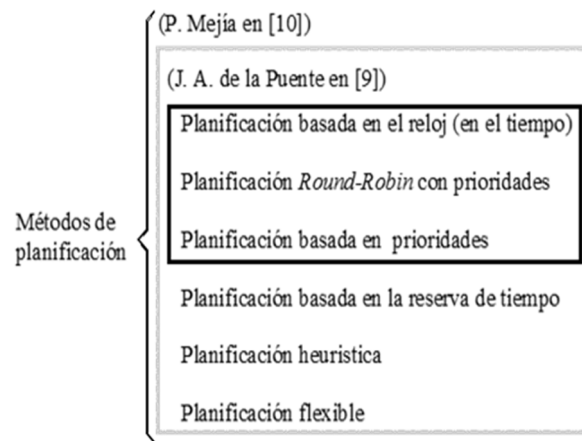 (P. Mejía en [10])
(J. A. de la Puente en [9])
Planificación basada en el reloj (en el tiempo)
Planificación Round-Robin con prioridades
Planificación basada en prioridades
Métodos de
planificación
Planificación basada en la reserva de tiempo
Planificación heuristica
Planificación flexible